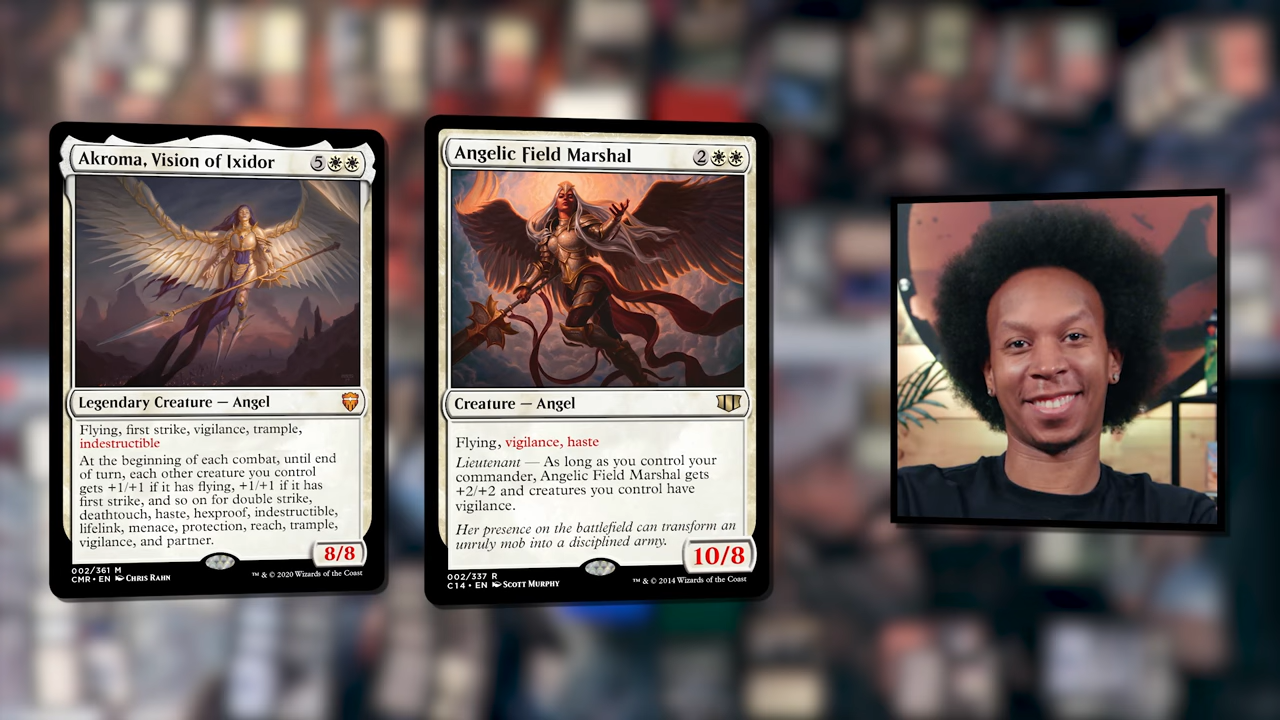 Akroma, Vision of Ixidor
5
Legendary Creature — Angel
Flying, first strike, vigilance, trample,
indestructible
At the beginning of each combat, until end
of turn, each other creature you control
gets +1/+1 if it has flying, +1/+1 if it has
first strike, and so on for double strike,
deathtouch, haste, hexproof, indestructible,
lifelink, menace, protection, reach, trample,
vigilance, and partner.
8/8
002/361 M
CMR • EN Chris Rahn
™ & © 2020 Wizards of the Coast
Angelic Field Marshal
2
Creature — Angel
Flying, vigilance, haste
Lieutenant — As long as you control your
commander, Angelic Field Marshal gets
+2/+2 and creatures you control have
vigilance.
Her presence on the battlefield can transform an
unruly mob into a disciplined army.
10/8
002/337 R
C14 • EN Scott Murphy
™ & © 2014 Wizards of the Coast